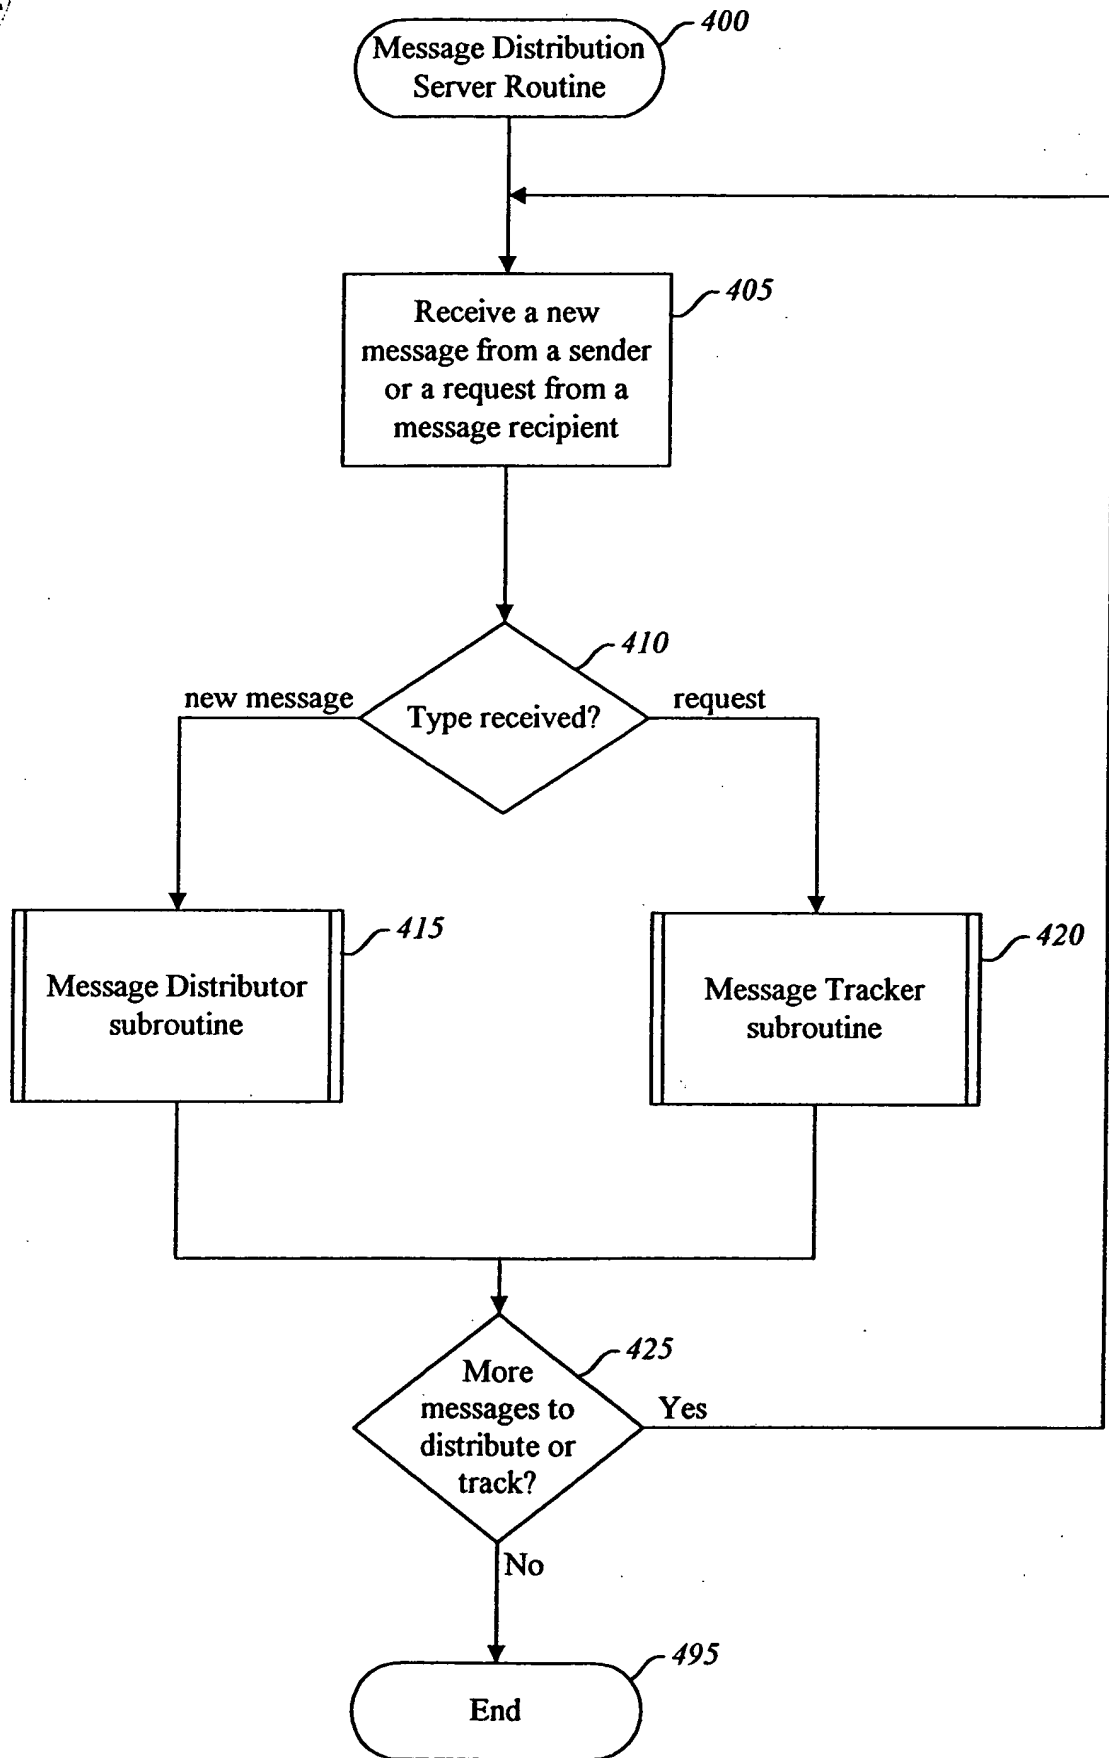 400
Message Distribution
Server Routine
405
Receive a new
message from a sender
or a request from a
message recipient
410
new message
Type received?
request
415
Message Distributor
subroutine
420
Message Tracker
subroutine
425
More
messages to
distribute or
track?
Yes
No
495
End